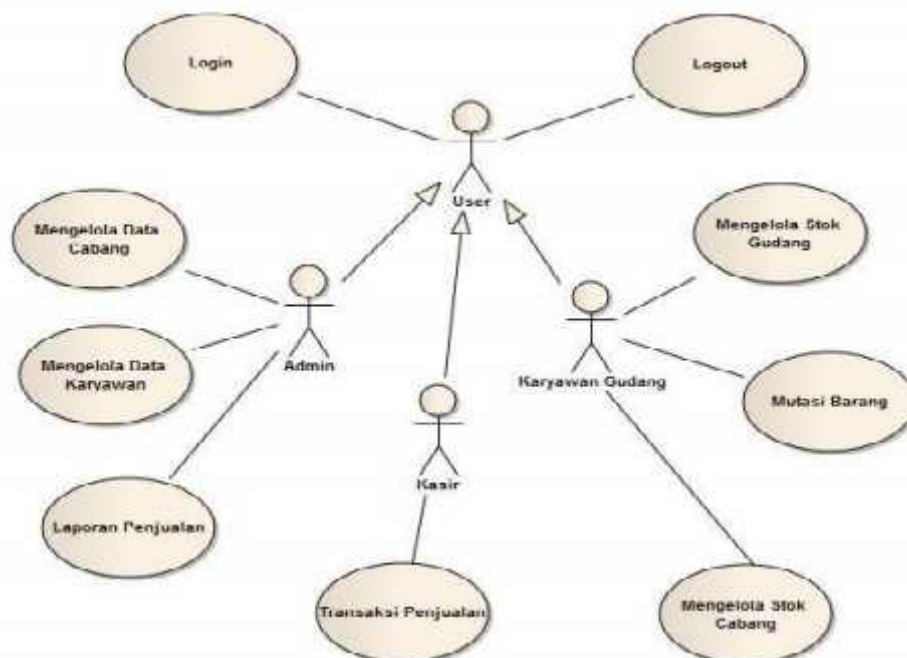 Login
Logout
User
Mengelola Data
Cabang
Mengelola Stok
Gudang
Mengelola Data
Karyawan
Admin
Karyawan Gudang
Mutasi Barang
Kasir
Laporan Penjualan
Transaksi Penjualan
Mengelola Stok
Cabang